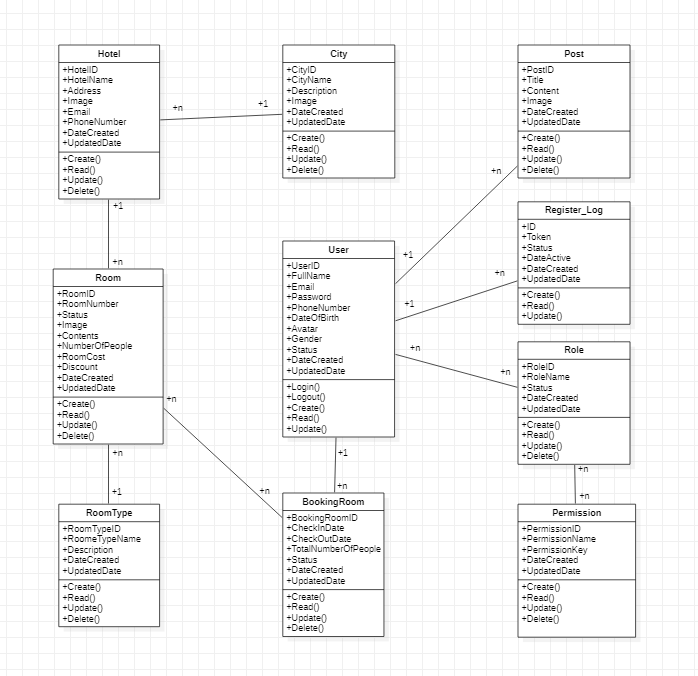 Hotel
+HotelID
+HotelName
+Address
+Image
+Email
+PhoneNumber
+DateCreated
+UpdatedDate
+Create()
+Read()
+Update()
+Delete()
+n
+1
City
+CityID
+CityName
+Description
+Image
+DateCreated
+UpdatedDate
+Create()
+Read()
+Update()
+Delete()
Post
+PostID
+Title
+Content
+Image
+DateCreated
+UpdatedDate
+Create()
+Read()
+Update()
+Delete()
+n
+1
+1
+n
Register_Log
+ID
+Token
+Status
+DateActive
+DateCreated
+UpdatedDate
+Create()
+Read()
+Update()
+n
+1
Room
+RoomID
+RoomNumber
+Status
+Image
+Contents
+NumberOfPeople
+RoomCost
+Discount
+DateCreated
+UpdatedDate
+Create()
+Read()
+Update()
+Delete()
User
+UserID
+FullName
+Email
+Password
+PhoneNumber
+DateOfBirth
+Avatar
+Gender
+Status
+DateCreated
+UpdatedDate
+Login()
+Logout()
+Create()
+Read()
+Update()
+n
+n
Role
+RoleID
+RoleName
+Status
+DateCreated
+UpdatedDate
+Create()
+Read()
+Update()
+Delete()
+n
+n
+n
+1
+1
+n
+n
+n
RoomType
+RoomTypeID
+RoomeTypeName
+Description
+DateCreated
+UpdatedDate
+Create()
+Read()
+Update()
+Delete()
BookingRoom
+BookingRoomID
+CheckInDate
+CheckOutDate
+TotalNumberOfPeople
+Status
+DateCreated
+UpdatedDate
+Create()
+Read()
+Update()
+Delete()
Permission
+PermissionID
+PermissionName
+PermissionKey
+DateCreated
+UpdatedDate
+Create()
+Read()
+Update()
+Delete()